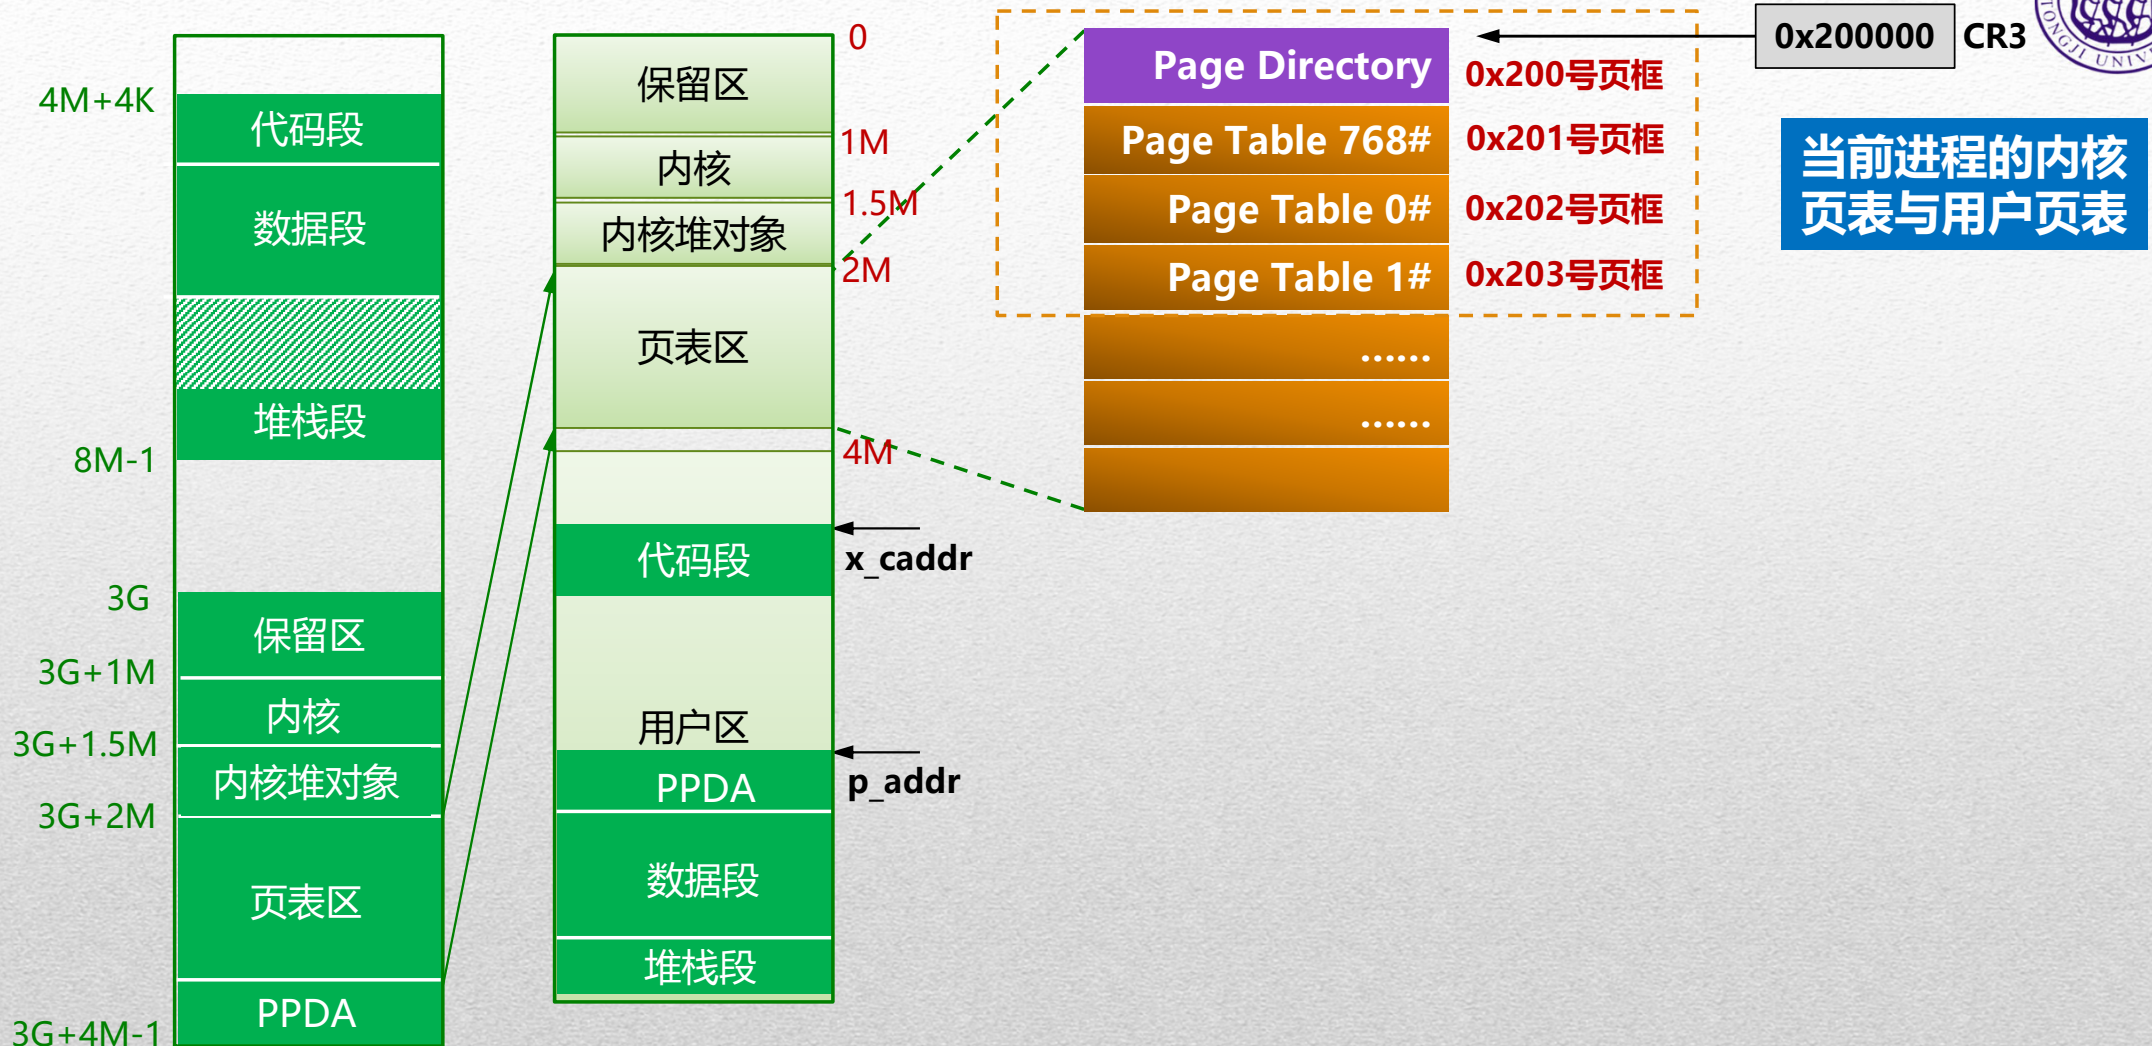 4M+4K
代码段
数据段
堆栈段
8M-1
3G
保留区
3G+1M
内核
3G+1.5M
内核堆对象
3G+2M
页表区
PPDA
3G+4M-1
0
保留区
1M
内核
1.5M
内核堆对象
2M
页表区
4M
代码段
x_caddr
用户区
p_addr
PPDA
数据段
堆栈段
Page Directory
0x200号页框
Page Table 768#
0x201号页框
Page Table 0#
0x202号页框
Page Table 1#
0x203号页框
......
......
0x200000 CR3
当前进程的内核
页表与用户页表